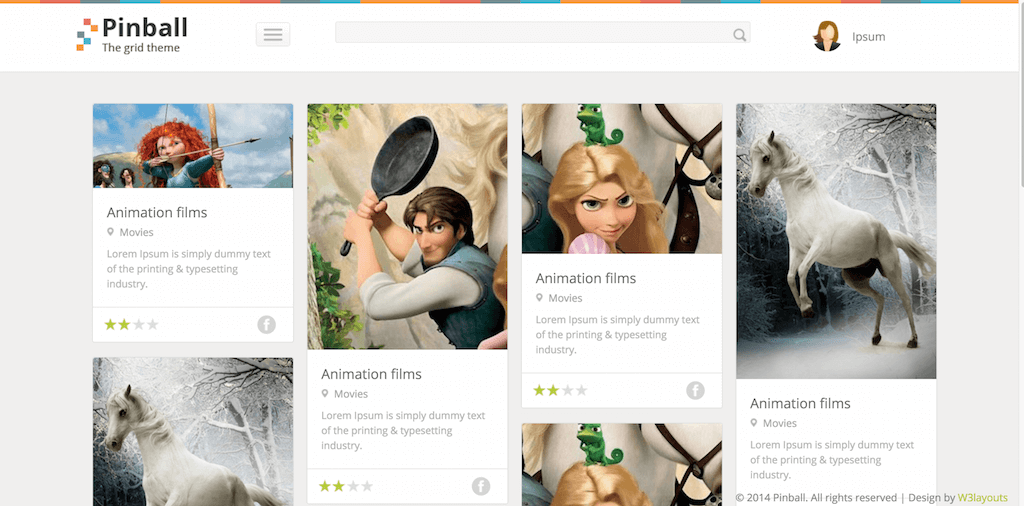 Pinball
The grid theme
Ipsum
Animation films
Movies
Lorem Ipsum is simply dummy text
of the printing & typesetting
industry.
Animation films
Movies
Lorem Ipsum is simply dummy text
of the printing & typesetting
industry.
Animation films
Movies
Lorem Ipsum is simply dummy text
of the printing & typesetting
industry.
Animation films
Movies
Lorem Ipsum is simply dummy text
of the printing & typesetting
industry.
© 2014 Pinball. All rights reserved | Design by W3layouts